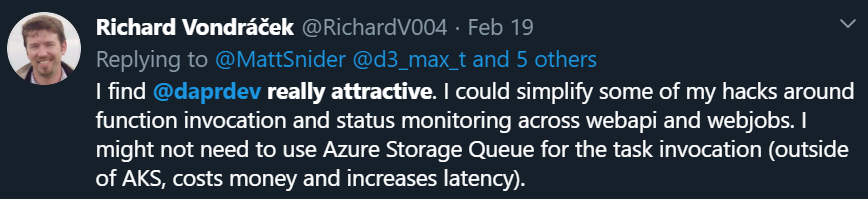 Richard Vondráček @RichardV004 · Feb 19
Replying to @MattSnider @d3_max_t and 5 others
I find @daprdev really attractive. I could simplify some of my hacks around
function invocation and status monitoring across webapi and webjobs. I
might not need to use Azure Storage Queue for the task invocation (outside
of AKS, costs money and increases latency).